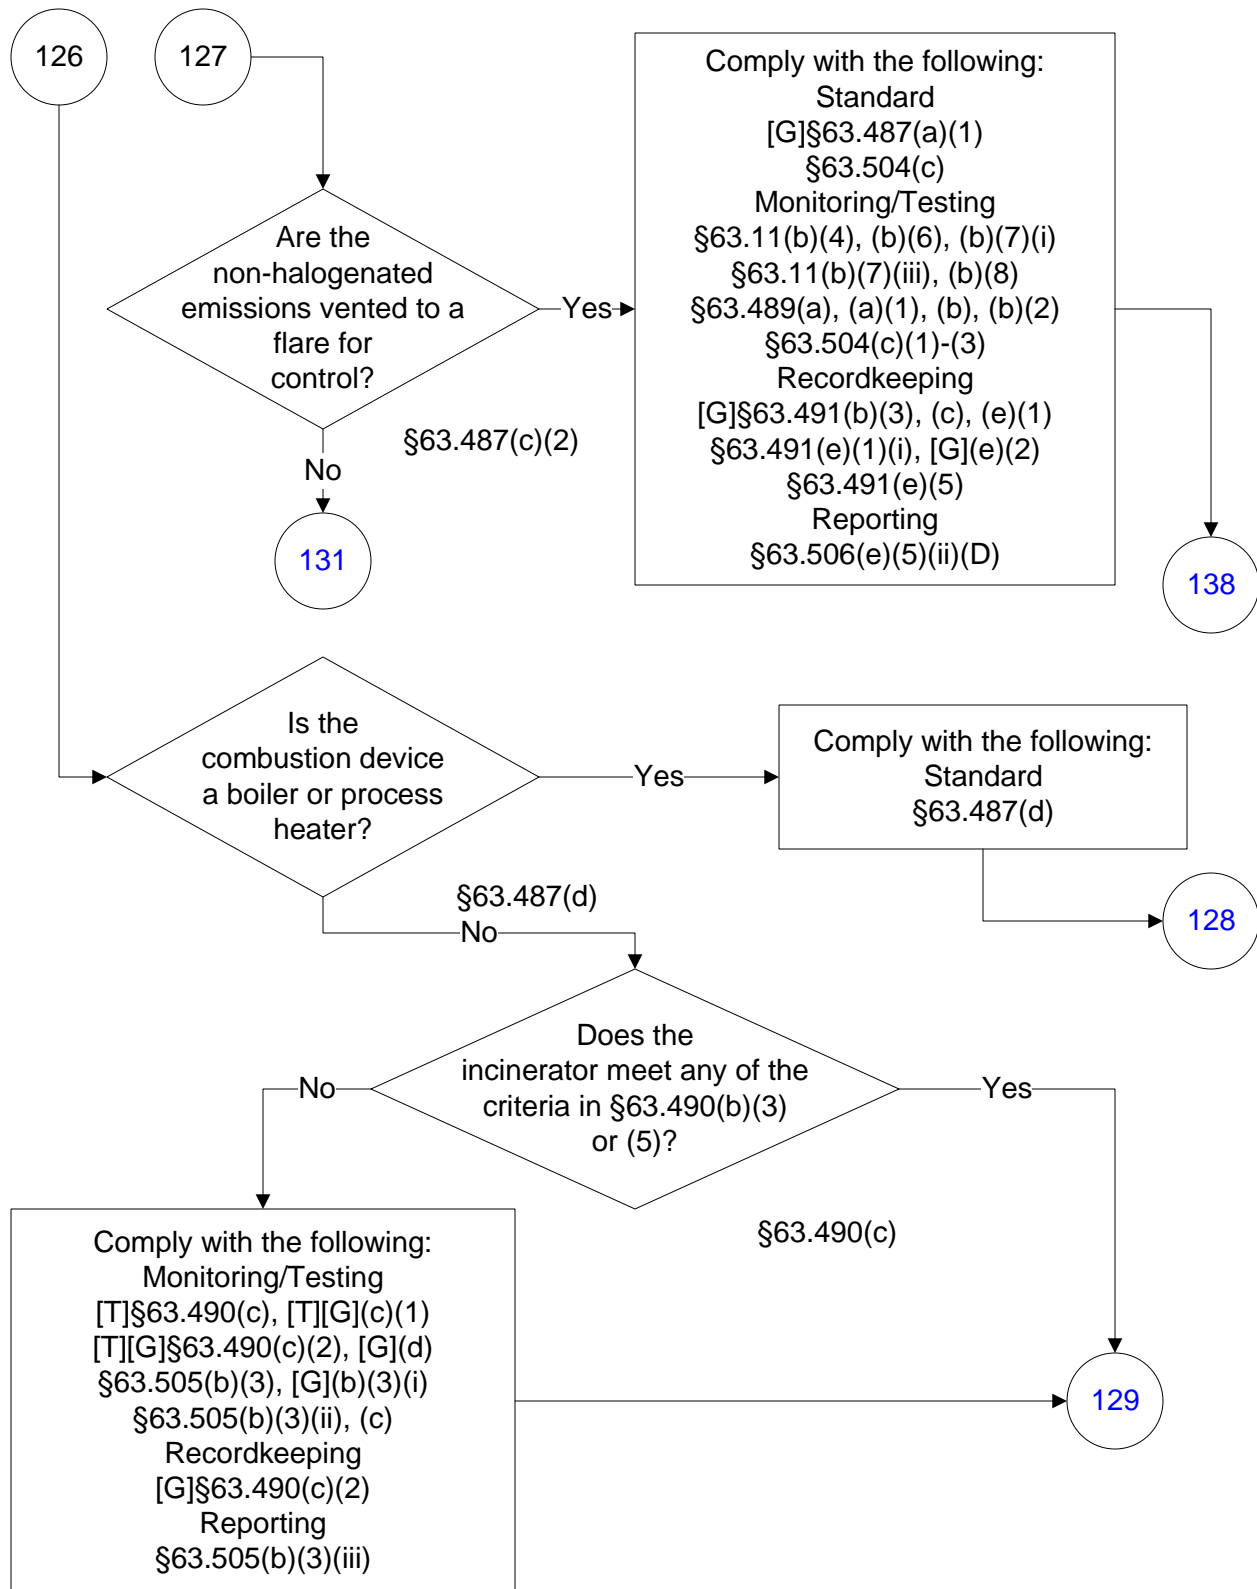 126
127
Comply with the following:
Standard
[G]§63.487(a)(1)
§63.504(c)
Monitoring/Testing
§63.11(b)(4), (b)(6), (b)(7)(i)
§63.11(b)(7)(iii), (b)(8)
§63.489(a), (a)(1), (b), (b)(2)
§63.504(c)(1)-(3)
Recordkeeping
[G]§63.491(b)(3), (c), (e)(1)
§63.491(e)(1)(i), [G](e)(2)
§63.491(e)(5)
Reporting
§63.506(e)(5)(ii)(D)
Are the
non-halogenated
emissions vented to a
flare for
control?
Yes
§63.487(c)(2)
No
131
138
Is the
combustion device
a boiler or process
heater?
Yes
Comply with the following:
Standard
§63.487(d)
§63.487(d)
No
128
Does the
incinerator meet any of the
criteria in §63.490(b)(3)
or (5)?
No
Yes
§63.490(c)
Comply with the following:
Monitoring/Testing
[T]§63.490(c), [T][G](c)(1)
[T][G]§63.490(c)(2), [G](d)
§63.505(b)(3), [G](b)(3)(i)
§63.505(b)(3)(ii), (c)
Recordkeeping
[G]§63.490(c)(2)
Reporting
§63.505(b)(3)(iii)
129